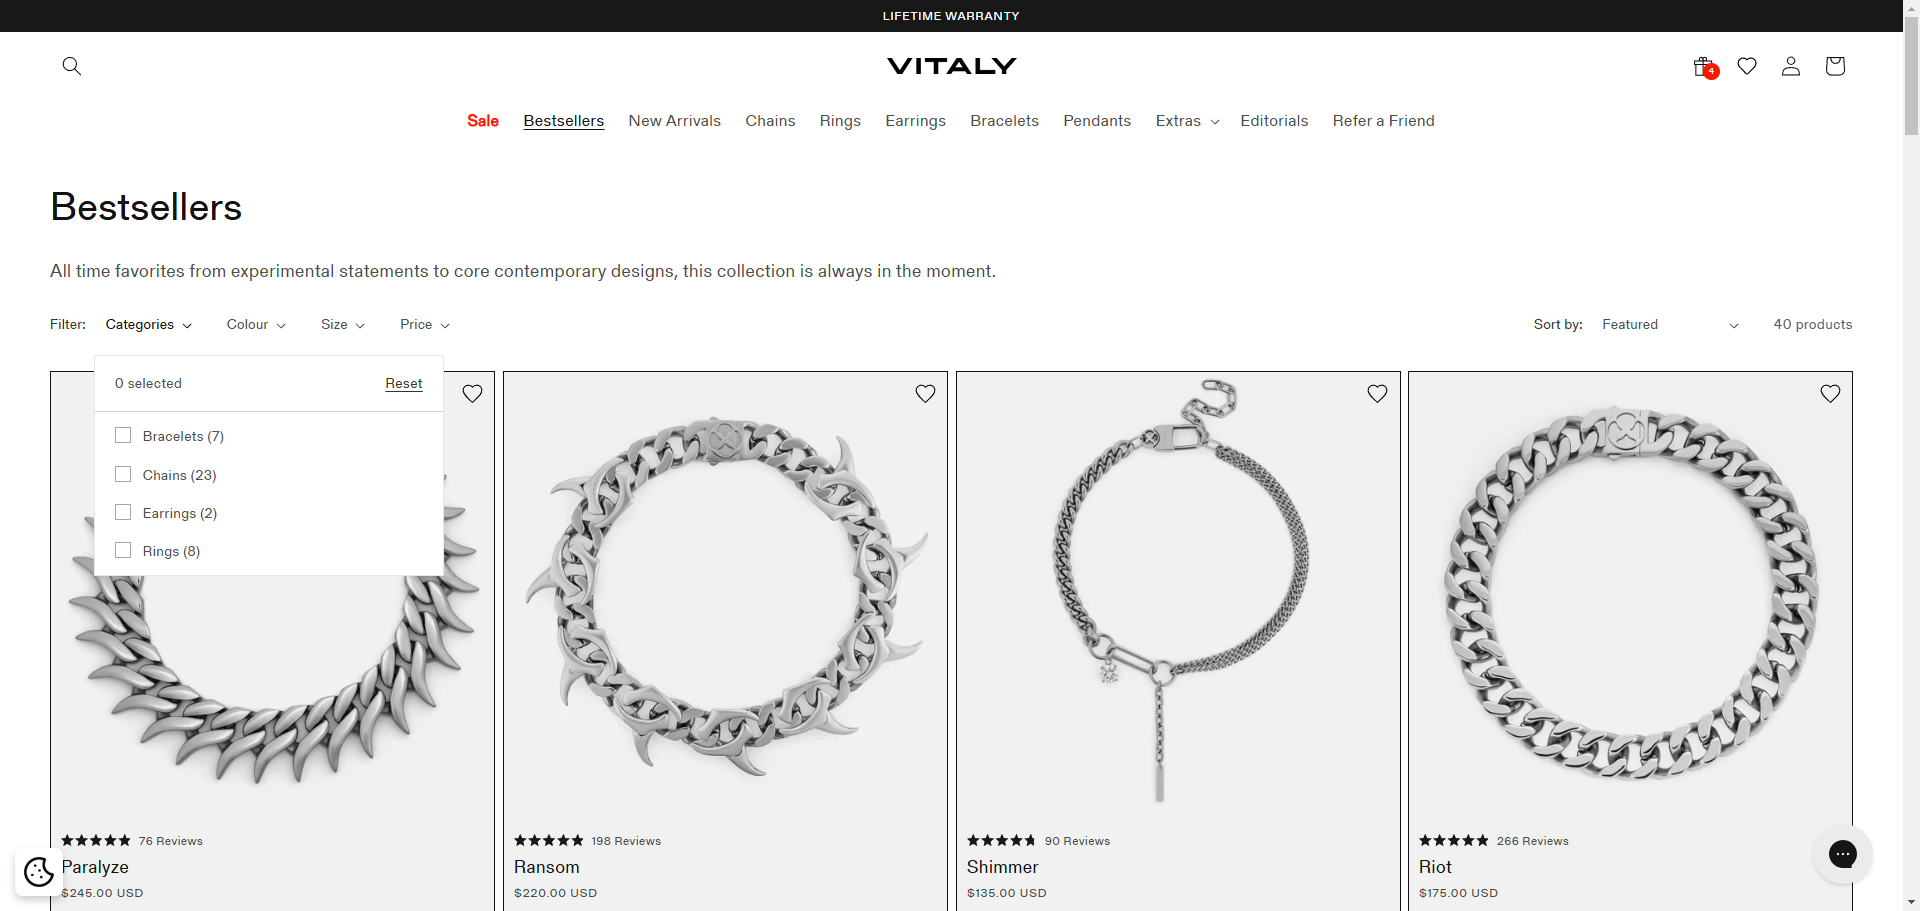 LIFETIME WARRANTY
VITALY
4
Sale Bestsellers New Arrivals Chains Rings Earrings Bracelets Pendants Extras Editorials Refer a Friend
Bestsellers
All time favorites from experimental statements to core contemporary designs, this collection is always in the moment.
Filter: Categories Colour Size Price Sort by: Featured 40 products
0 selected Reset
Bracelets (7)
Chains (23)
Earrings (2)
Rings (8)
76 Reviews
Paralyze
$245.00 USD
198 Reviews
Ransom
$220.00 USD
90 Reviews
Shimmer
$135.00 USD
266 Reviews
Riot
$175.00 USD